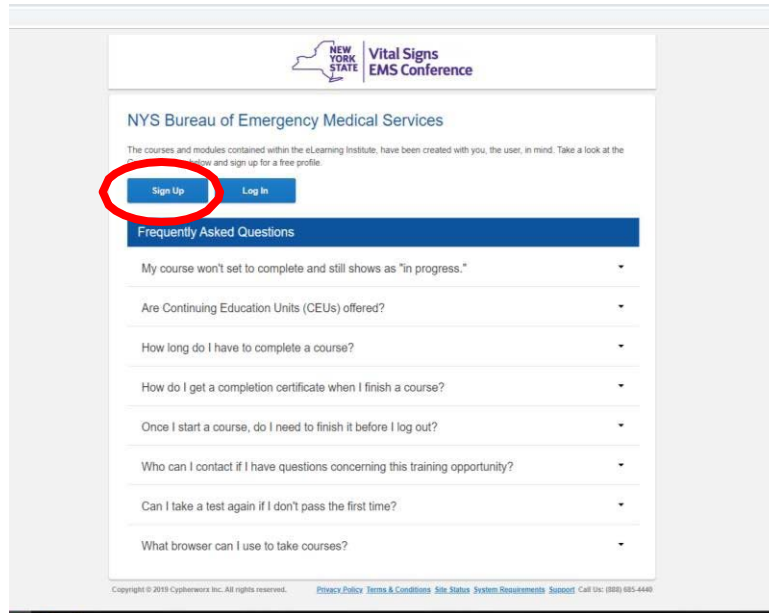 NEW
YORK
STATE
Vital Signs
EMS Conference
NYS Bureau of Emergency Medical Services
The courses and modules contained within the eLearning Institute, have been created with you, the user, in mind. Take a look at the
below and sign up for a free profile.
Sign Up
Log In
Frequently Asked Questions
My course won't set to complete and still shows as "in progress."
Are Continuing Education Units (CEUs) offered?
How long do I have to complete a course?
How do I get a completion certificate when I finish a course?
Once I start a course, do I need to finish it before I log out?
Who can I contact if I have questions concerning this training opportunity?
Can I take a test again if I don't pass the first time?
What browser can I use to take courses?
Copyright © 2019 Cypherworx Inc. All rights reserved. Privacy Policy Terms & Conditions Site Status System Requirements Support Call Us: (888) 685-4440